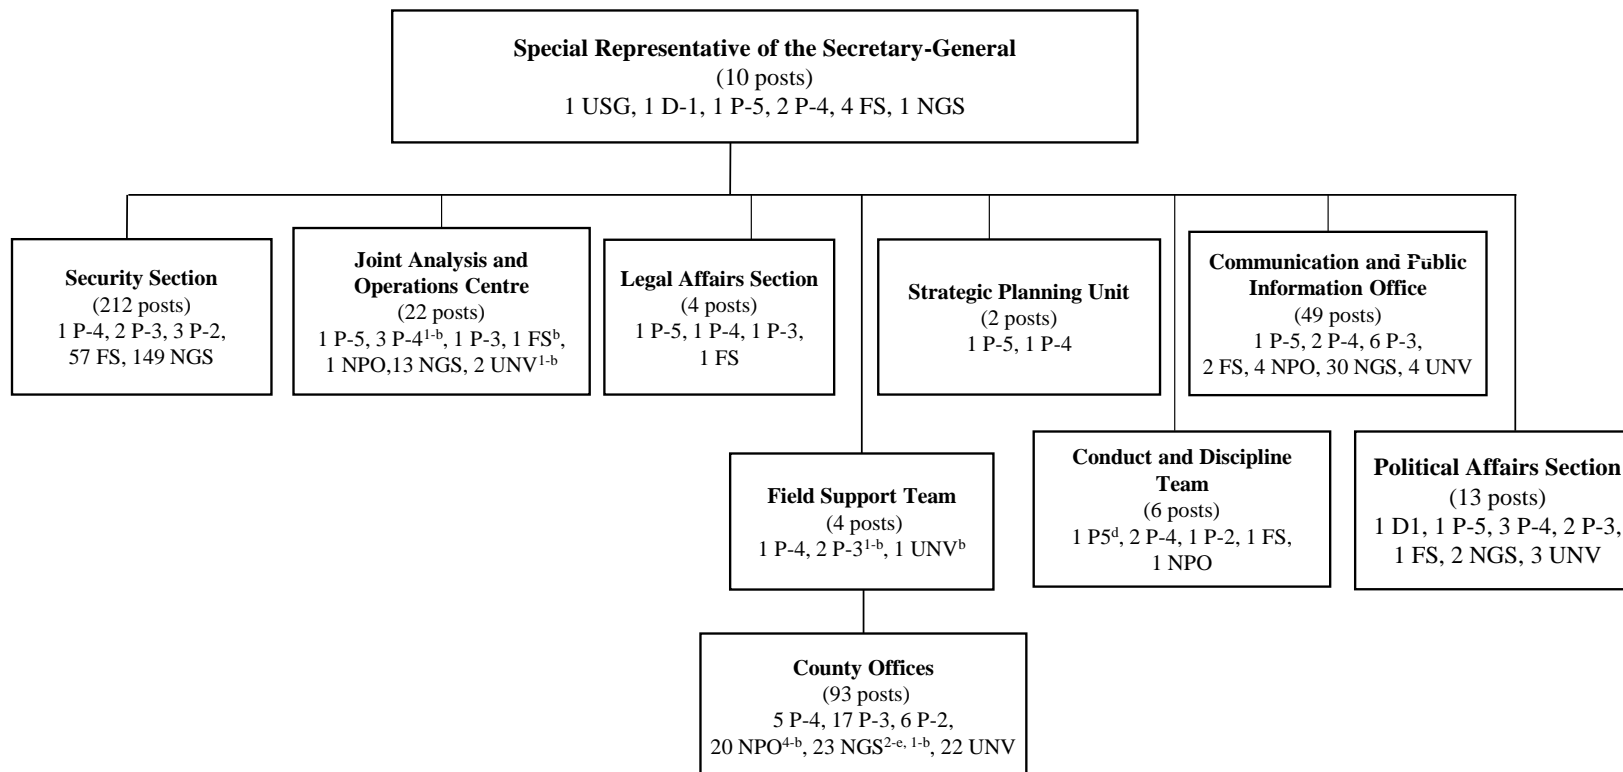 Special Representative of the Secretary-General
(10 posts)
1 USG, 1 D-1, 1 P-5, 2 P-4, 4 FS, 1 NGS
Security Section
(212 posts)
1 P-4, 2 P-3, 3 P-2,
57 FS, 149 NGS
Joint Analysis and
Operations Centre
(22 posts)
1 P-5, 3 P-4¹⁻ᵇ, 1 P-3, 1 FSᵇ,
1 NPO,13 NGS, 2 UNV¹⁻ᵇ
Legal Affairs Section
(4 posts)
1 P-5, 1 P-4, 1 P-3,
1 FS
Strategic Planning Unit
(2 posts)
1 P-5, 1 P-4
Communication and Public
Information Office
(49 posts)
1 P-5, 2 P-4, 6 P-3,
2 FS, 4 NPO, 30 NGS, 4 UNV
Field Support Team
(4 posts)
1 P-4, 2 P-3¹⁻ᵇ, 1 UNVᵇ
Conduct and Discipline
Team
(6 posts)
1 P5ᵈ, 2 P-4, 1 P-2, 1 FS,
1 NPO
Political Affairs Section
(13 posts)
1 D1, 1 P-5, 3 P-4, 2 P-3,
1 FS, 2 NGS, 3 UNV
County Offices
(93 posts)
5 P-4, 17 P-3, 6 P-2,
20 NPO⁴⁻ᵇ, 23 NGS²⁻ᵉ, ¹⁻ᵇ, 22 UNV